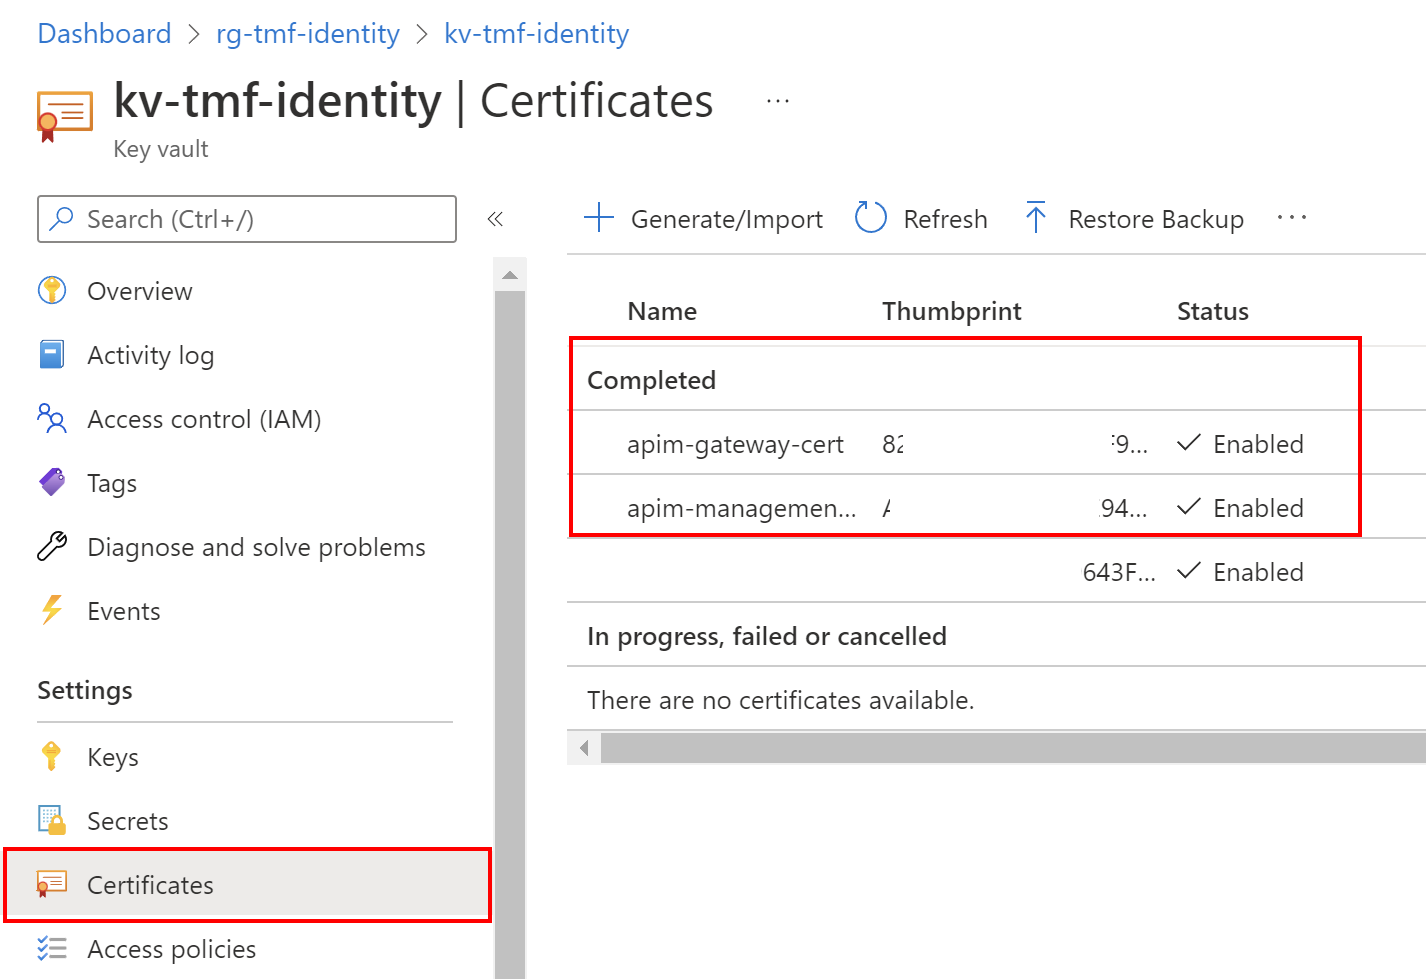 Dashboard > rg-tmf-identity > kv-tmf-identity
kv-tmf-identity | Certificates ...
Key vault
Search (Ctrl+/)
«
Overview
Activity log
Access control (IAM)
Tags
Diagnose and solve problems
Events
Settings
Keys
Secrets
Certificates
Access policies
Generate/Import Refresh Restore Backup ...
Name Thumbprint Status
Completed
apim-gateway-cert 82 F9... Enabled
apim-managemen... A 94... Enabled
643F... Enabled
In progress, failed or cancelled
There are no certificates available.